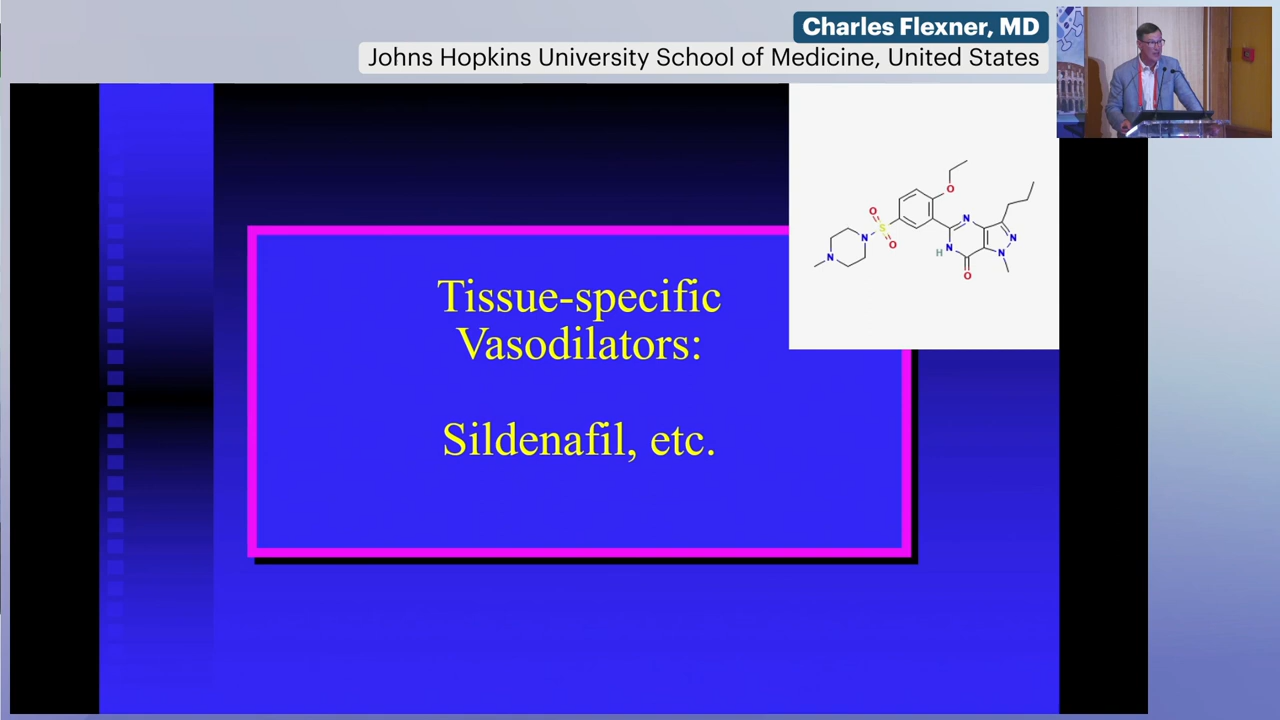 Charles Flexner, MD
Johns Hopkins University School of Medicine, United States
Tissue-specific
Vasodilators:
Sildenafil, etc.
O
O
S
O
N
N
N
N
H
N
N
O